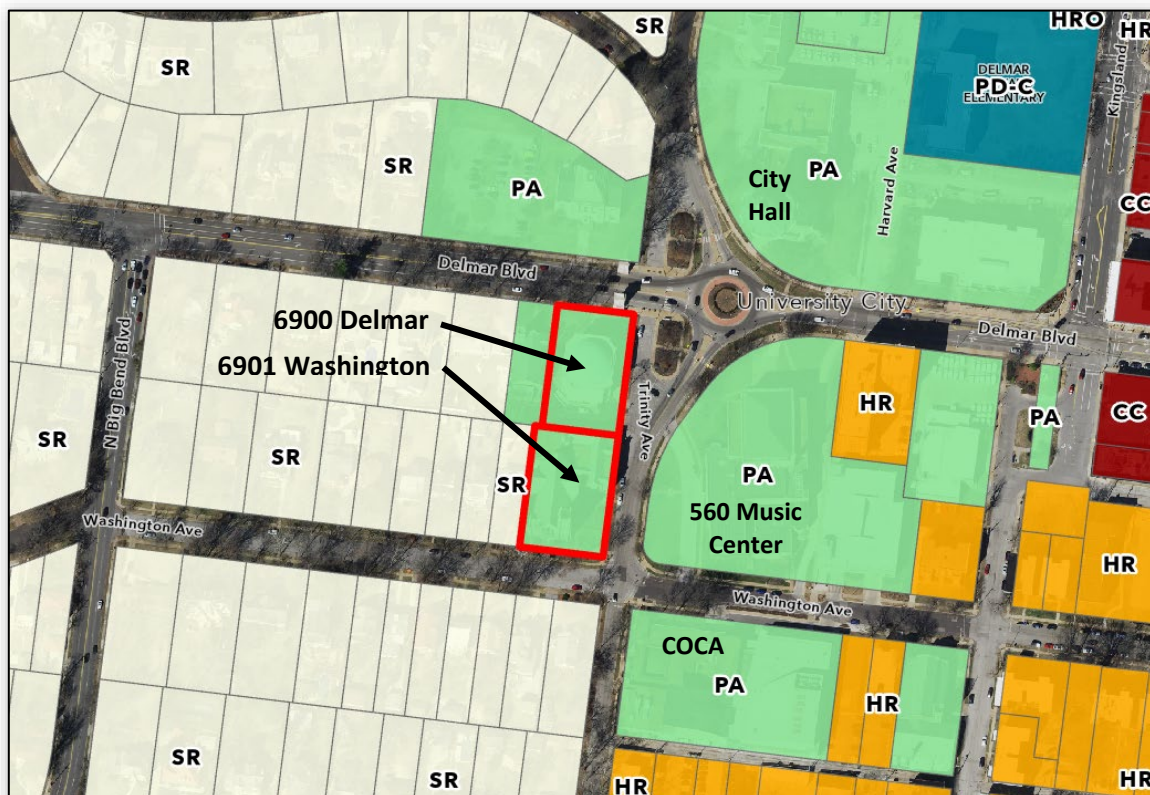 HRO
HR
SR
SR
DELMAR
PD-C
ELEMENTARY
Kingsland
SR
PA
City
Hall
PA
Harvard Ave
CC
Delmar Blvd
University City
Delmar Blvd
6900 Delmar
6901 Washington
N Big Bend Blvd
Trinity Ave
HR
PA
CC
SR
SR
SR
PA
560 Music
Center
Washington Ave
HR
Washington Ave
COCA
PA
HR
SR
SR
HR
HR